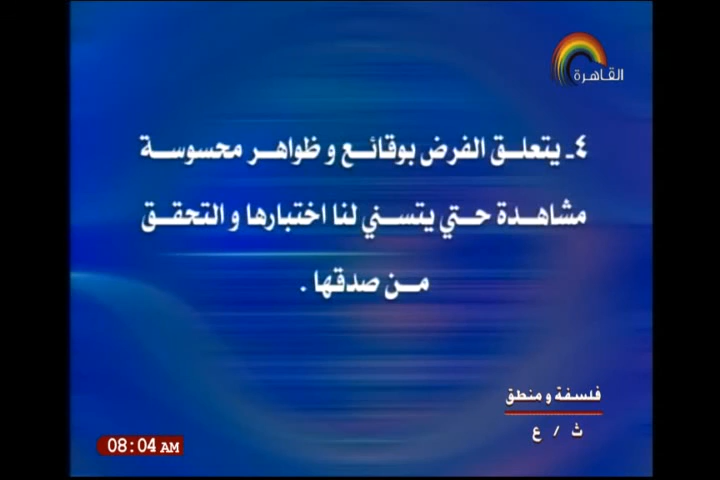 القاهرة
٤ـ يتعلق الفرض بوقائع و ظواهر محسوسة
مشاهدة حتي يتسني لنا اختبارها و التحقق
من صدقها .
فلسفة و منطق
ث / ع
08:04 AM